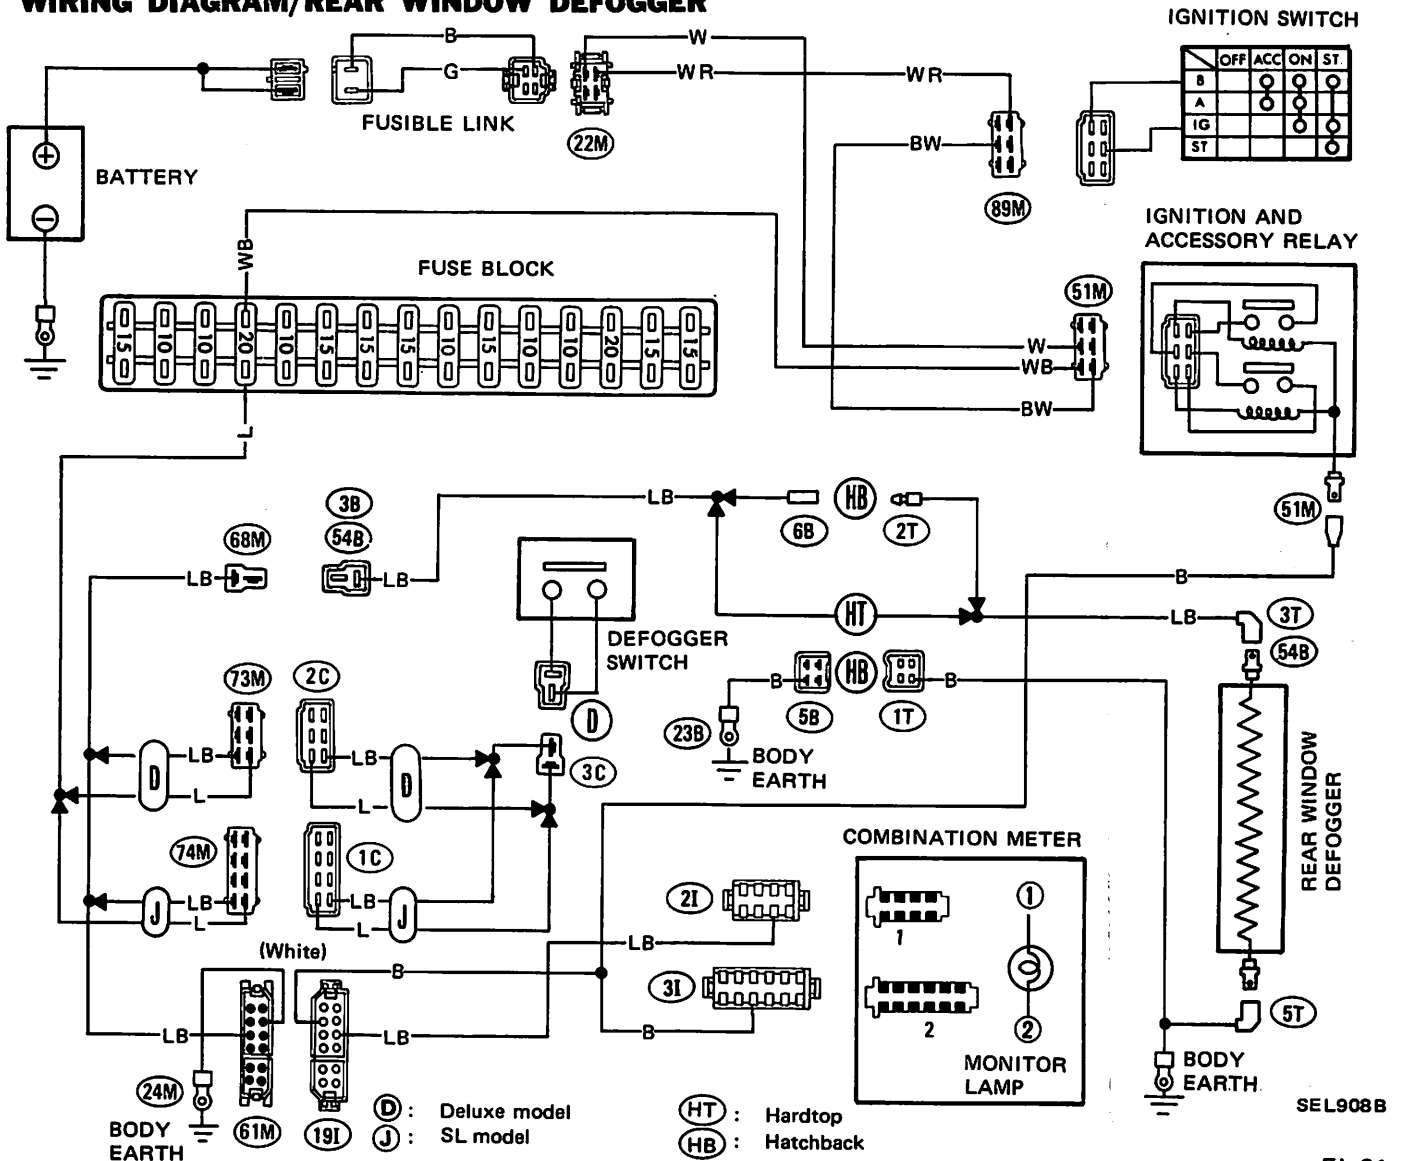 WIRING DIAGRAM/REAR WINDOW DEFOGGER
IGNITION SWITCH
OFF ACC ON ST
B
A
IG
ST
B
G
W
WR
WR
FUSIBLE LINK
22M
BW
89M
BATTERY
IGNITION AND
ACCESSORY RELAY
WB
FUSE BLOCK
51M
15 10 10 20 10 15 15 15 10 15 10 10 20 15 15
W
WB
BW
L
3B
LB
HB
51M
68M
54B
6B
2T
LB
LB
B
HT
LB
3T
DEFOGGER
SWITCH
54B
73M
2C
B
HB
B
D
5B
1T
23B
BODY
EARTH
LB
D
L
LB
D
L
3C
REAR WINDOW
DEFOGGER
COMBINATION METER
74M
1C
2I
1
1
LB
J
L
LB
J
L
(White)
LB
B
3I
2
2
LB
LB
B
5T
MONITOR
LAMP
BODY
EARTH
24M
BODY
EARTH
61M
19I
D : Deluxe model
J : SL model
HT : Hardtop
HB : Hatchback
SEL908B